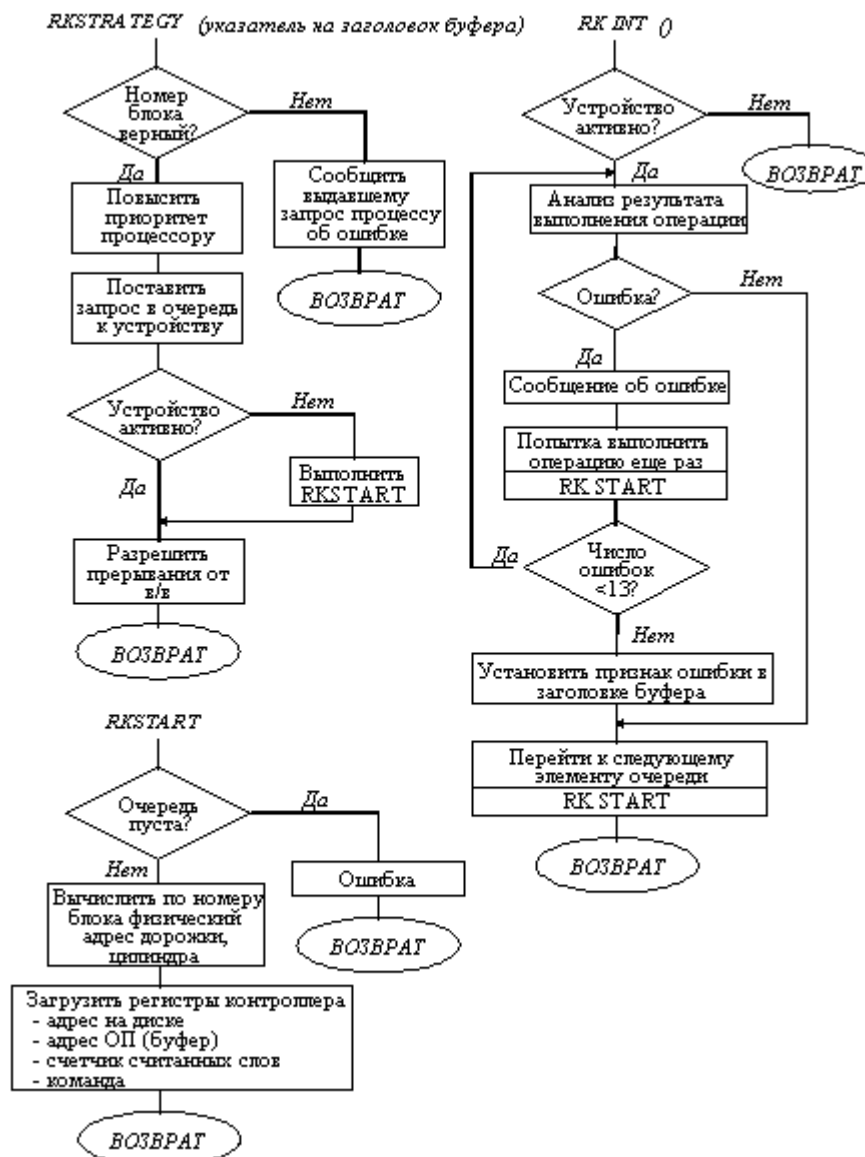 RKSTRATEGY (указатель на заголовок буфера)
Номер
блока
верный?
Нет
Да
Сообщить
выдавшему
запрос процессу
об ошибке
ВОЗВРАТ
Повысить
приоритет
процессору
Поставить
запрос в очередь
к устройству
Устройство
активно?
Нет
Да
Выполнить
RKSTART
Разрешить
прерывания от
в/в
ВОЗВРАТ
RKSTART
Очередь
пуста?
Да
Нет
Ошибка
ВОЗВРАТ
Вычислить по номеру
блока физический
адрес дорожки,
цилиндра
Загрузить регистры контроллера
- адрес на диске
- адрес ОП (буфер)
- счетчик считанных слов
- команда
ВОЗВРАТ
RK INT ()
Устройство
активно?
Нет
ВОЗВРАТ
Да
Анализ результата
выполнения операции
Ошибка?
Нет
Да
Сообщение об ошибке
Попытка выполнить
операцию еще раз
RK START
Да
Число
ошибок
<13?
Нет
Установить признак ошибки в
заголовке буфера
Перейти к следующему
элементу очереди
RK START
ВОЗВРАТ